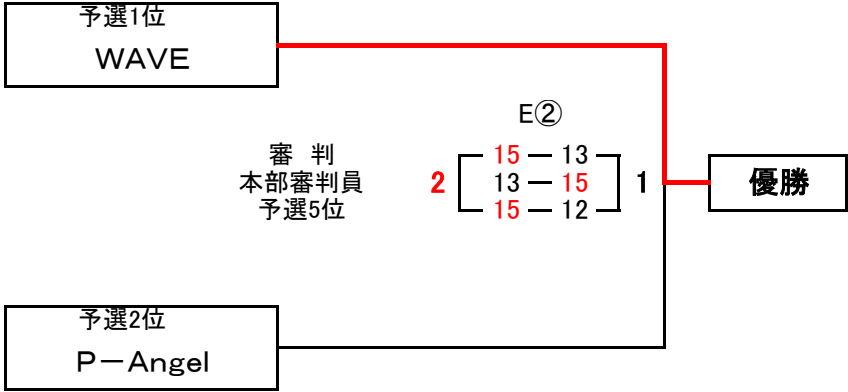 予選1位
WAVE
E②
審 判
本部審判員
予選5位
2
15 ― 13
13 ― 15
15 ― 12
1
優勝
予選2位
P－Angel